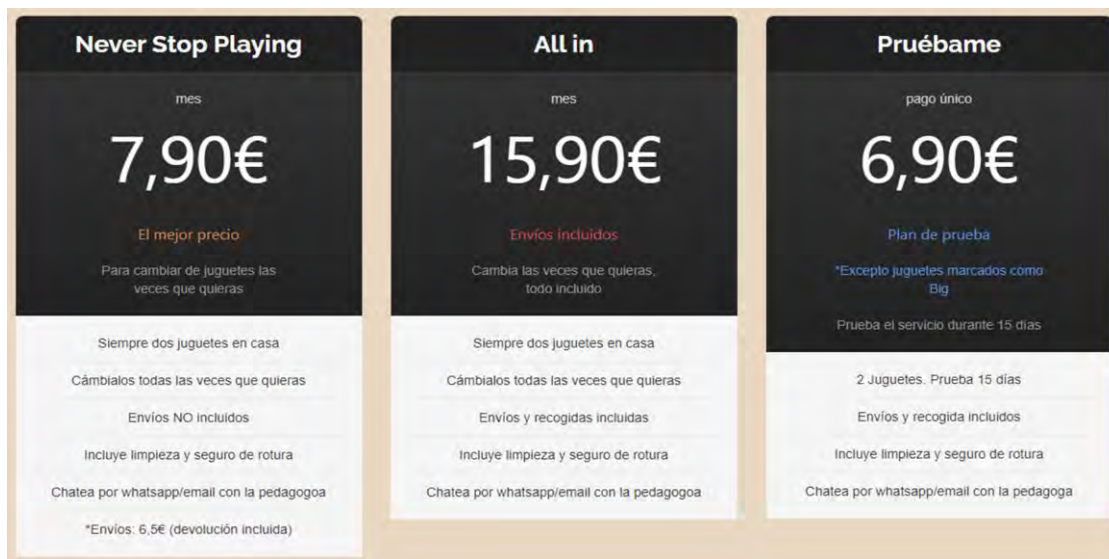 Never Stop Playing
mes
7,90€
El mejor precio
Para cambiar de juguetes las
veces que quieras
Siempre dos juguetes en casa
Cámbialos todas las veces que quieras
Envíos NO incluidos
Incluye limpieza y seguro de rotura
Chatea por whatsapp/email con la pedagogoa
*Envíos: 6,5€ (devolución incluida)
All in
mes
15,90€
Envíos incluidos
Cambia las veces que quieras,
todo incluido
Siempre dos juguetes en casa
Cámbialos todas las veces que quieras
Envíos y recogidas incluidas
Incluye limpieza y seguro de rotura
Chatea por whatsapp/email con la pedagogoa
Pruébame
pago único
6,90€
Plan de prueba
*Excepto juguetes marcados como
Big
Prueba el servicio durante 15 días
2 Juguetes. Prueba 15 días
Envíos y recogida incluidos
Incluye limpieza y seguro de rotura
Chatea por whatsapp/email con la pedagoga